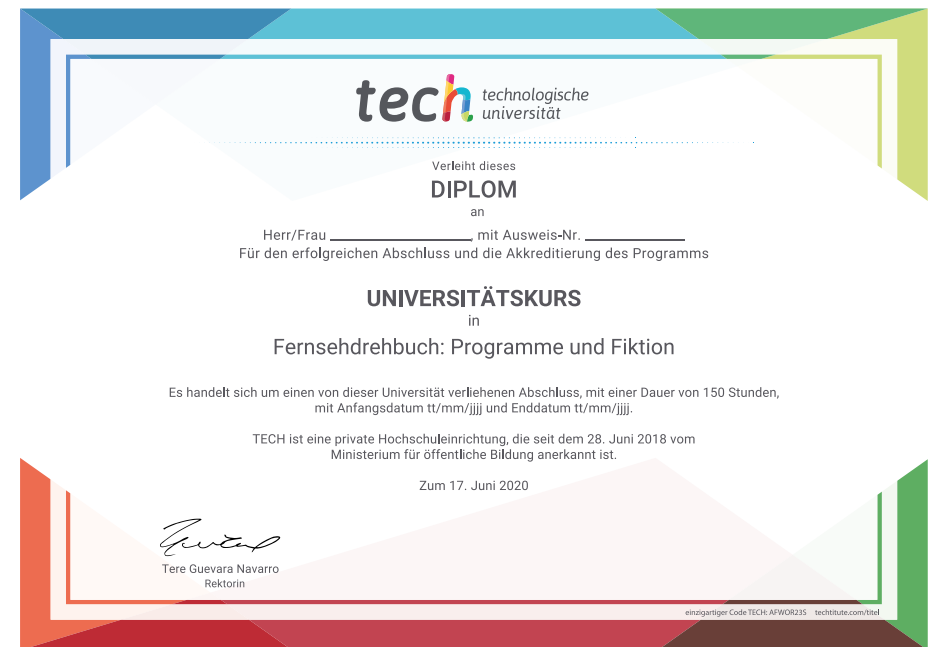 tech technologische
universität
Verleiht dieses
DIPLOM
an
Herr/Frau ____________, mit Ausweis-Nr. ____________
Für den erfolgreichen Abschluss und die Akkreditierung des Programms
UNIVERSITÄTSKURS
in
Fernsehdrehbuch: Programme und Fiktion
Es handelt sich um einen von dieser Universität verliehenen Abschluss, mit einer Dauer von 150 Stunden,
mit Anfangsdatum tt/mm/jjjj und Enddatum tt/mm/jjjj.
TECH ist eine private Hochschuleinrichtung, die seit dem 28. Juni 2018 vom
Ministerium für öffentliche Bildung anerkannt ist.
Zum 17. Juni 2020
Tere Guevara Navarro
Rektorin
einzigartiger Code TECH: AFWOR23S techtitute.com/titel